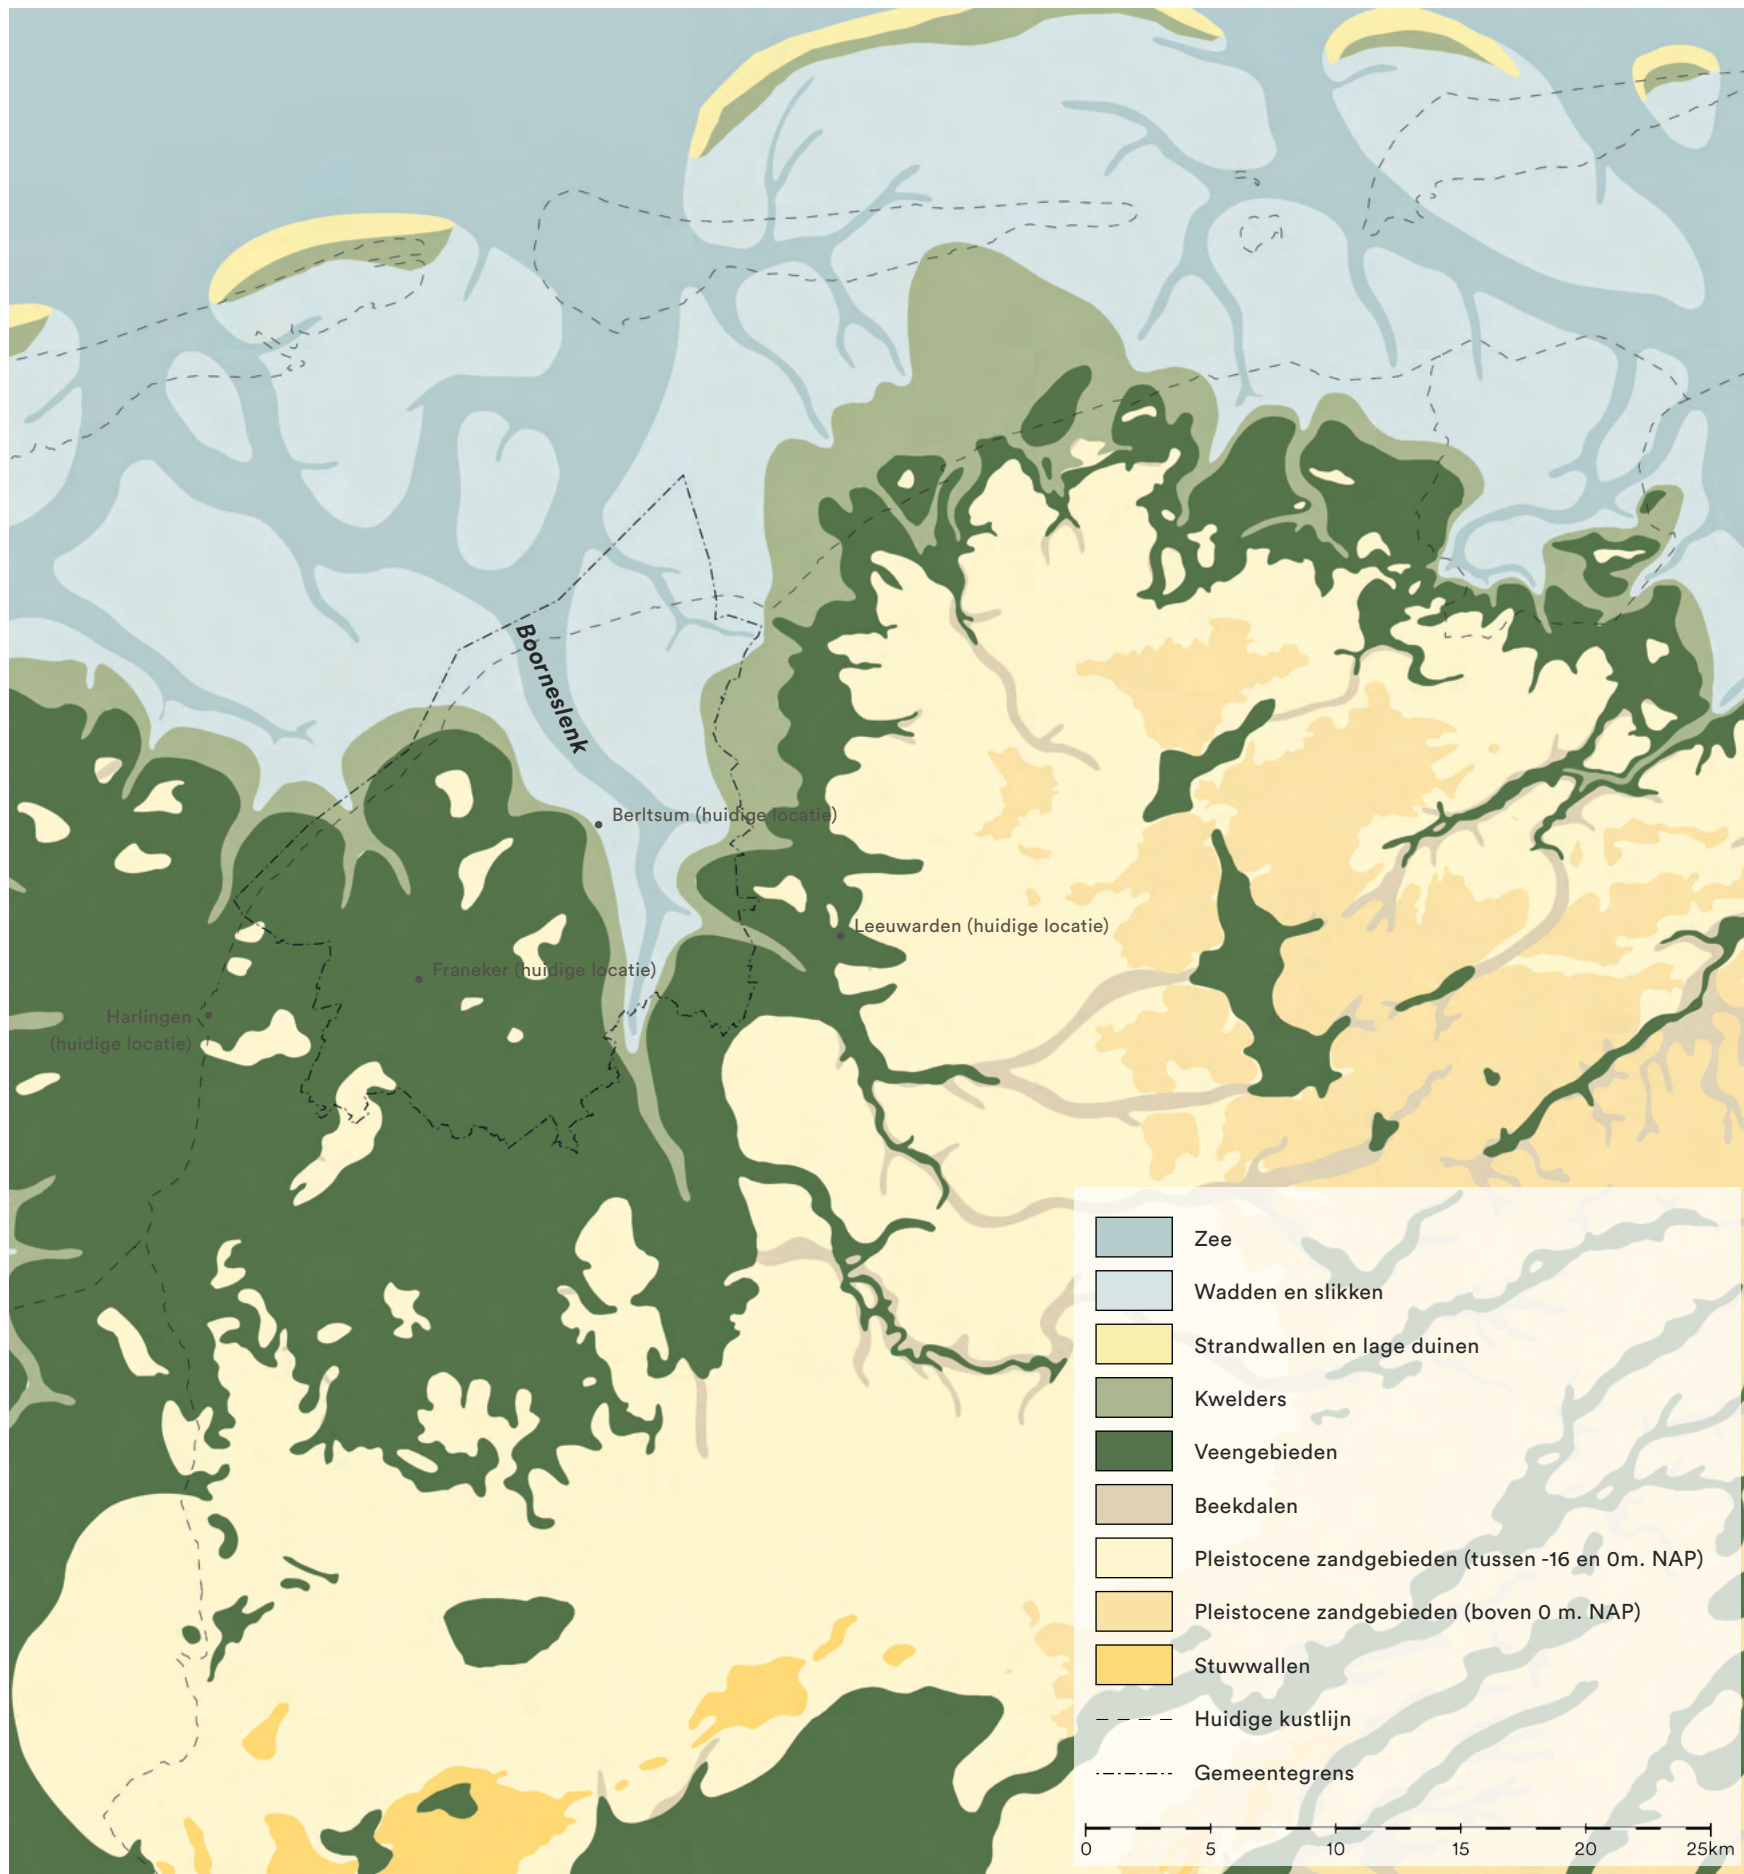 Boorneslenk
Berltsum (huidige locatie)
Leeuwarden (huidige locatie)
Franeker (huidige locatie)
Harlingen
(huidige locatie)
Zee
Wadden en slikken
Strandwallen en lage duinen
Kwelders
Veengebieden
Beekdalen
Pleistocene zandgebieden (tussen -16 en 0m. NAP)
Pleistocene zandgebieden (boven 0 m. NAP)
Stuwwallen
Huidige kustlijn
Gemeentegrens
0 5 10 15 20 25km